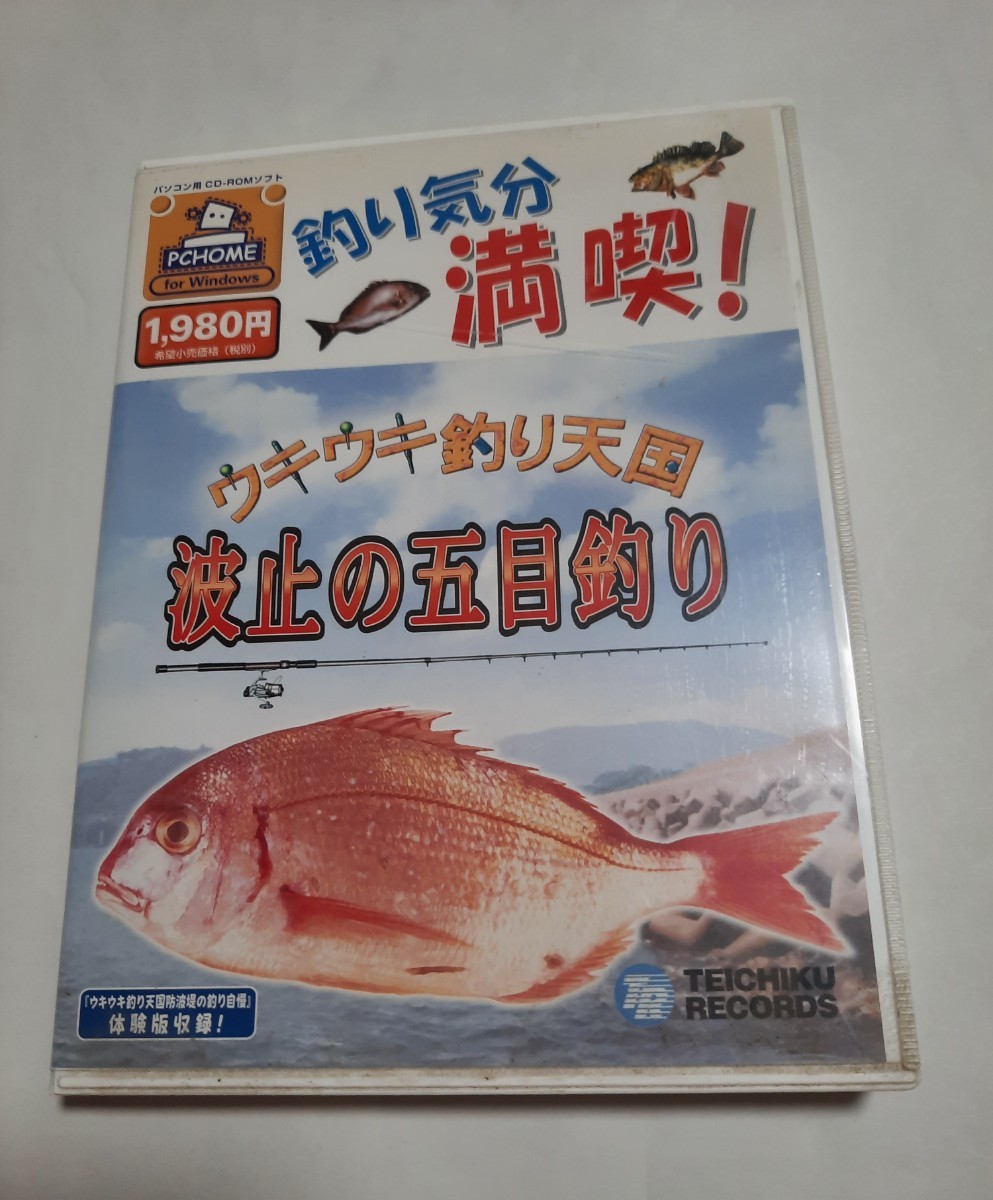 パソコン用 CD-ROMソフト
PCHOME
for Windows
1,980円
希望小売価格（税別）
釣り気分
満喫！
ウキウキ釣り天国
波止の五目釣り
『ウキウキ釣り天国防波堤の釣り自慢』
体験版収録！
TEICHIKU
RECORDS